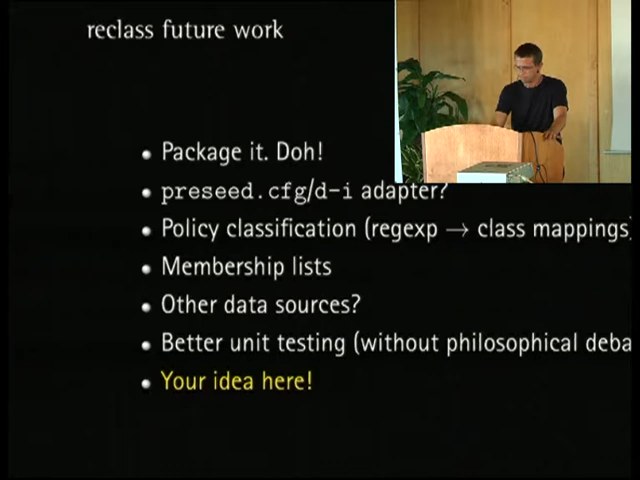 reclass future work
Package it. Doh!
preseed.cfg/d-i adapter?
Policy classification (regexp → class mappings)
Membership lists
Other data sources?
Better unit testing (without philosophical deba
Your idea here!